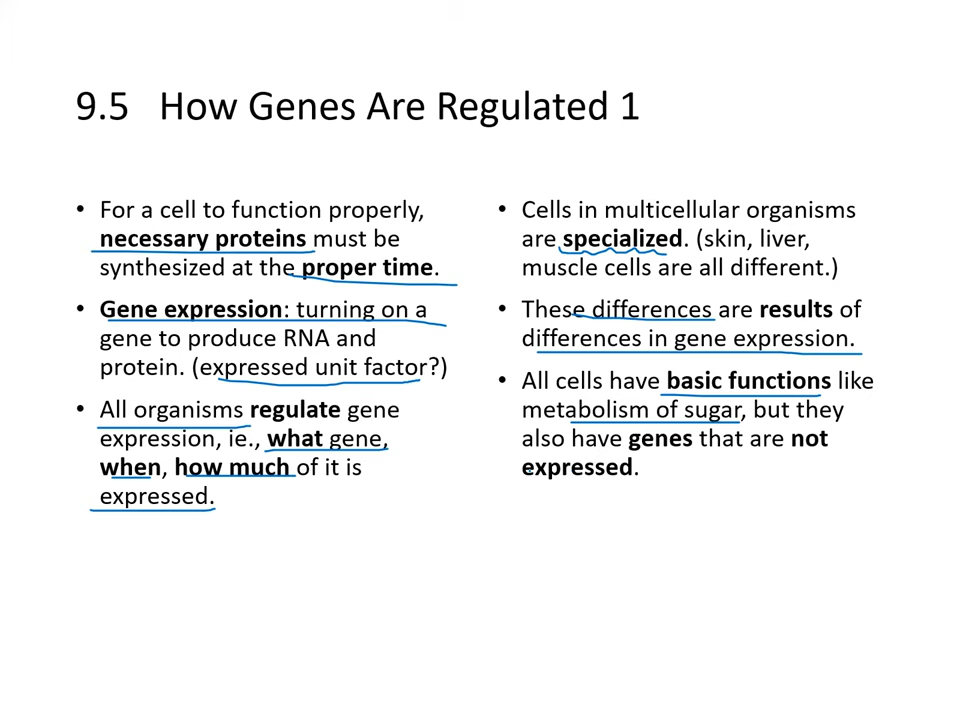 9.5 How Genes Are Regulated 1
• For a cell to function properly,
necessary proteins must be
synthesized at the proper time.
• Gene expression: turning on a
gene to produce RNA and
protein. (expressed unit factor?)
• All organisms regulate gene
expression, ie., what gene,
when, how much of it is
expressed.
• Cells in multicellular organisms
are specialized. (skin, liver,
muscle cells are all different.)
• These differences are results of
differences in gene expression.
• All cells have basic functions like
metabolism of sugar, but they
also have genes that are not
expressed.